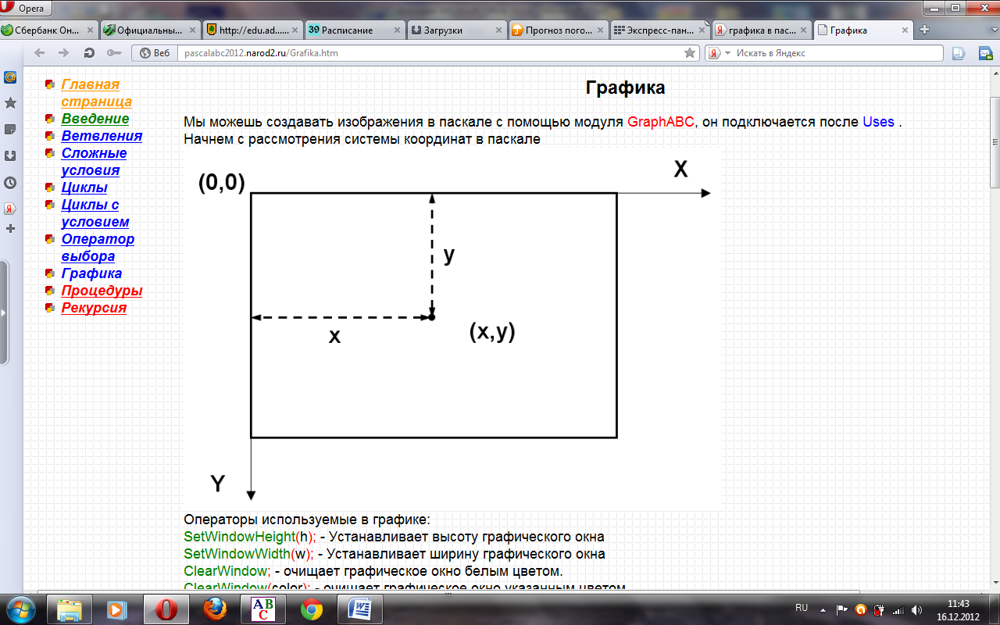 Opera
Сбербанк Он...
Официальны...
http://edu.ad......
39 Расписание
Загрузки
Прогноз пого...
Экспресс-пан...
Я графика в пас...
Графика
Веб
pascalabc2012.narod2.ru/Grafika.htm
Я Искать в Яндекс
Главная
страница
Введение
Ветвления
Сложные
условия
Циклы
Циклы с
условием
Оператор
выбора
Графика
Процедуры
Рекурсия
Графика
Мы можешь создавать изображения в паскале с помощью модуля GraphABC, он подключается после Uses .
Начнем с рассмотрения системы координат в паскале
X
(0,0)
y
x
(x,y)
Y
Операторы используемые в графике:
SetWindowHeight(h); - Устанавливает высоту графического окна
SetWindowWidth(w); - Устанавливает ширину графического окна
ClearWindow; - очищает графическое окно белым цветом.
ClearWindow(color); - очищает графическое окно указанным цветом
A B
C
W
RU
11:43
16.12.2012